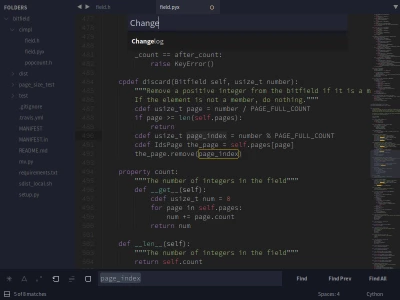 FOLDERS
bitfield
cimpl
field.h
field.pyx
popcount.h
dist
page_size_test
test
.gitignore
.travis.yml
MANIFEST
MANIFEST.in
README.md
rev.py
requirements.txt
setup.py
field.h
field.pyx
Change
Changelog
_count == after_count:
raise KeyError()
cpdef discard(Bitfield self, usize_t number):
"""Remove a positive integer from the bitfield if it is a m
If the element is not a member, do nothing."""
cdef usize_t page = number / PAGE_FULL_COUNT
if page >= len(self.pages):
return
cdef usize_t page_index = number % PAGE_FULL_COUNT
cdef IdsPage the_page = self.pages[page]
the_page.remove(page_index)
property count:
"""The number of integers in the field"""
def __get__(self):
cdef usize_t num = 0
for page in self.pages:
num += page.count
return num
def __len__(self):
"""The number of integers in the field"""
return self.count
page_index
Find
Find Prev
Find All
5 of 8 matches
Spaces: 4
Cython